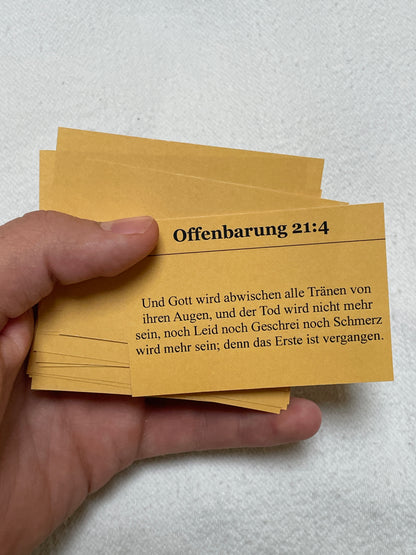 Offenbarung 21:4
Und Gott wird abwischen alle Tränen von
ihren Augen, und der Tod wird nicht mehr
sein, noch Leid noch Geschrei noch Schmerz
wird mehr sein; denn das Erste ist vergangen.